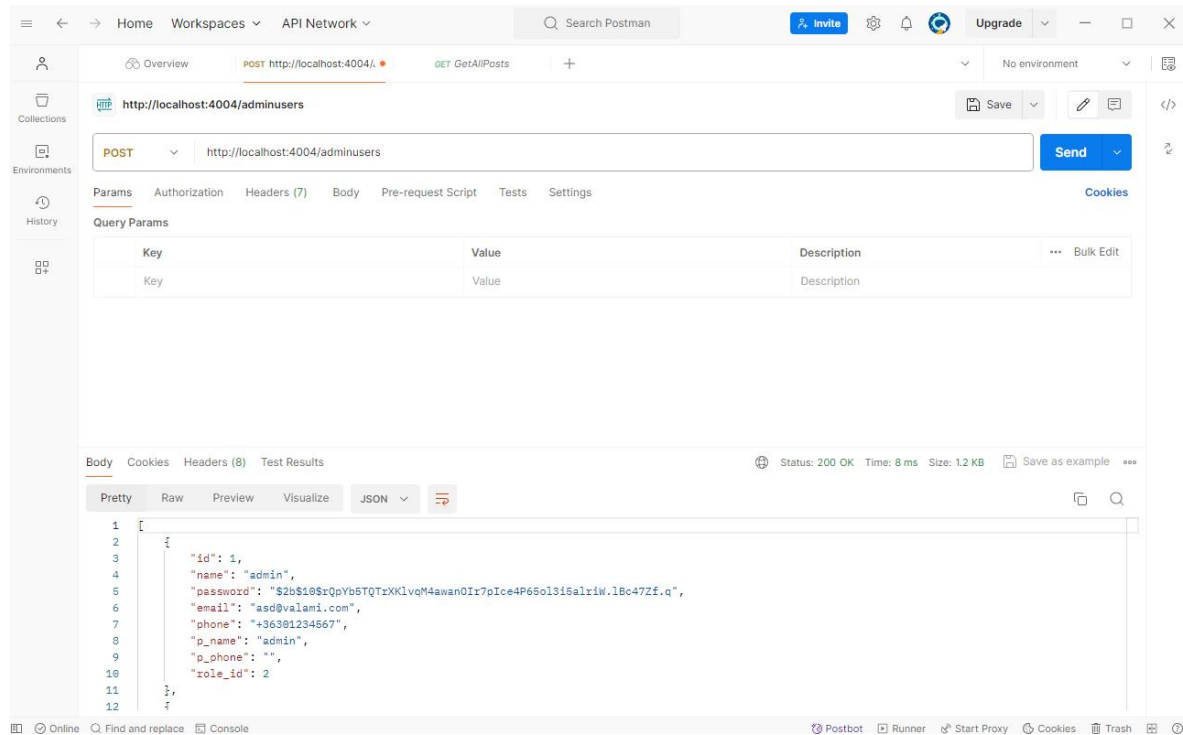 Home Workspaces API Network Search Postman Invite Upgrade
Overview POST http://localhost:4004/ GET GetAllPosts + No environment
HTTP http://localhost:4004/adminusers Save
Collections
POST http://localhost:4004/adminusers Send
Environments
Params Authorization Headers (7) Body Pre-request Script Tests Settings Cookies
History
Query Params
Key Value Description ••• Bulk Edit
Key Value Description
Body Cookies Headers (8) Test Results Status: 200 OK Time: 8 ms Size: 1.2 KB Save as example
Pretty Raw Preview Visualize JSON
1 [
2 {
3 "id": 1,
4 "name": "admin",
5 "password": "$2b$10$rQpYb5TQTrXKlvqM4awanOIr7pIce4P65ol3i5alriW.lBc47Zf.q",
6 "email": "asd@valami.com",
7 "phone": "+36301234567",
8 "p_name": "admin",
9 "p_phone": "",
10 "role_id": 2
11 },
12 {
Online Find and replace Console Postbot Runner Start Proxy Cookies Trash